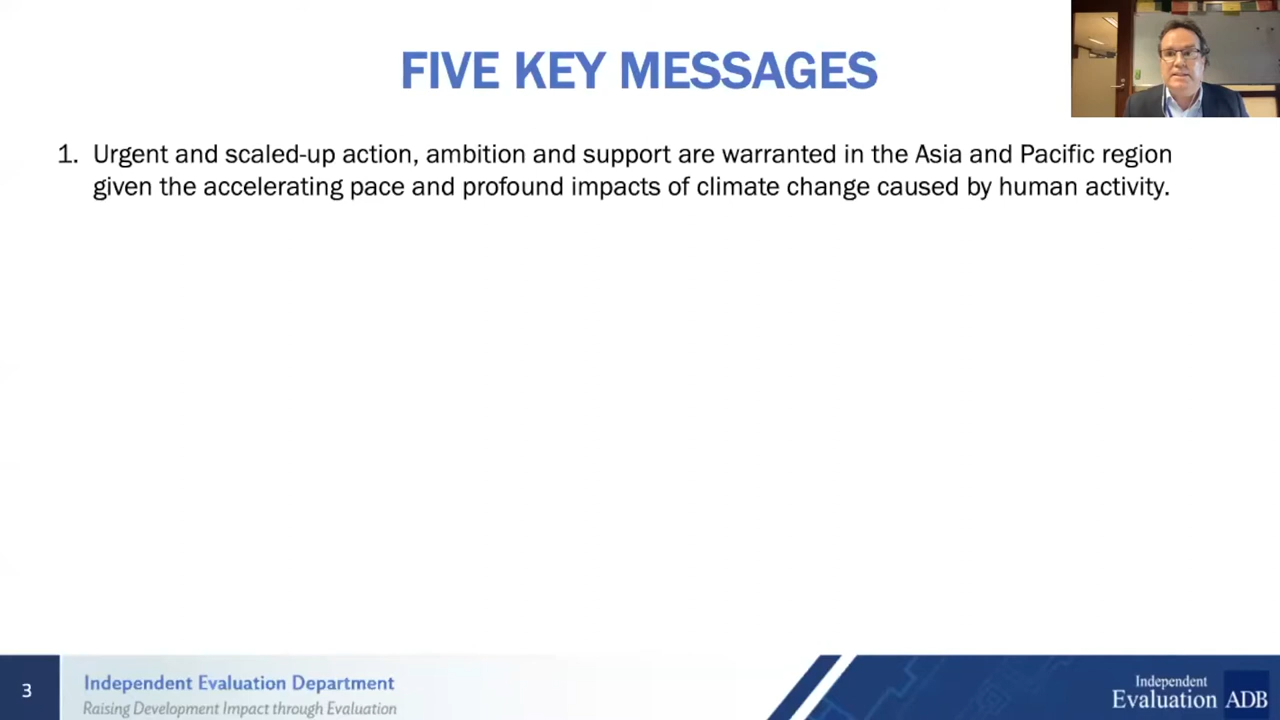 FIVE KEY MESSAGES
1. Urgent and scaled-up action, ambition and support are warranted in the Asia and Pacific region
given the accelerating pace and profound impacts of climate change caused by human activity.
3
Independent Evaluation Department
Raising Development Impact through Evaluation
Independent
Evaluation ADB